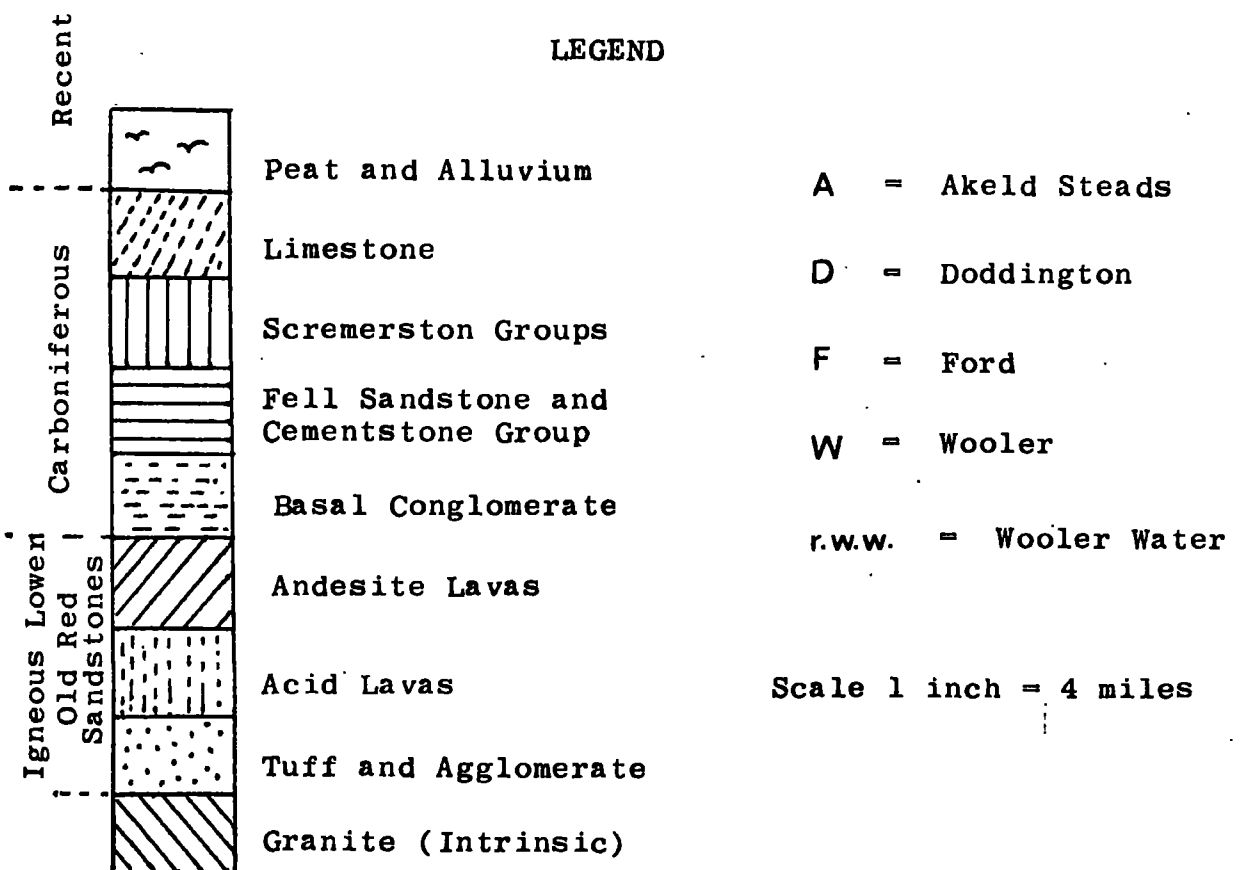 LEGEND
Recent
Peat and Alluvium
Carboniferous
Limestone
Scremerston Groups
Fell Sandstone and
Cementstone Group
Basal Conglomerate
Igneous Lowen
Old Red
Sandstones
Andesite Lavas
Acid Lavas
Tuff and Agglomerate
Granite (Intrinsic)
A = Akeld Steads
D = Doddington
F = Ford
W = Wooler
r.w.w. = Wooler Water
Scale 1 inch = 4 miles